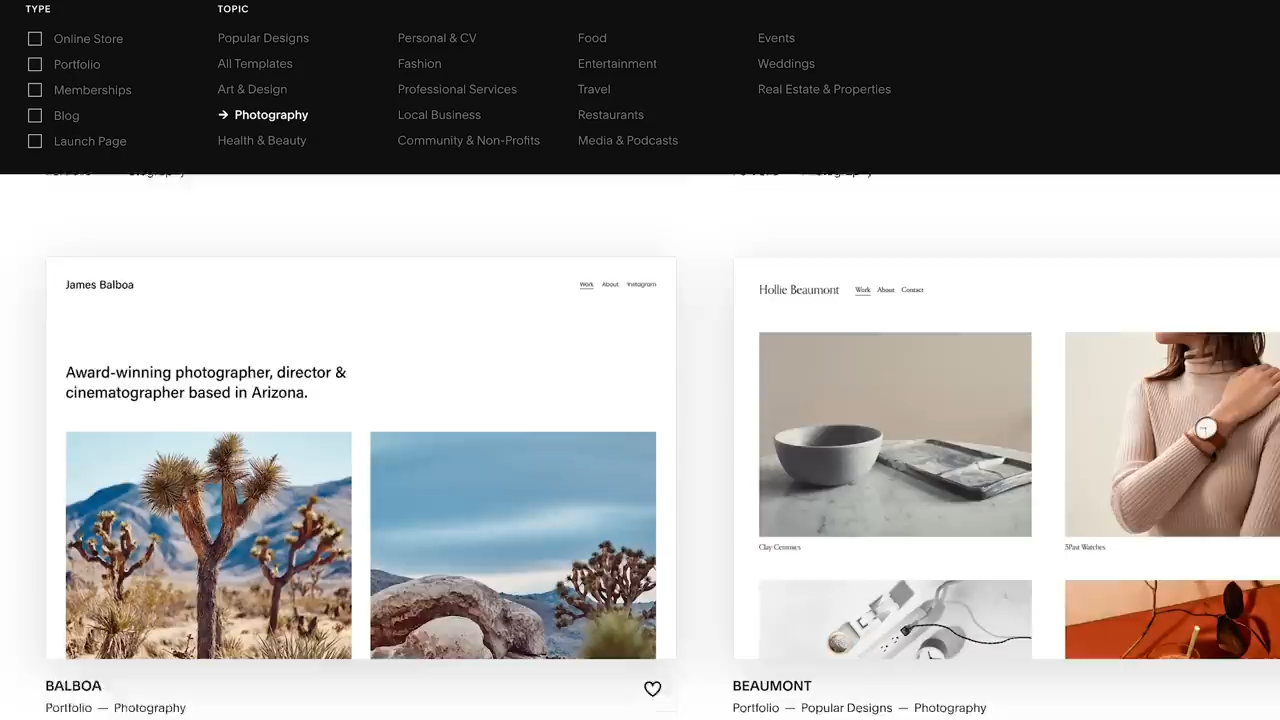 TYPE
TOPIC
Online Store
Portfolio
Memberships
Blog
Launch Page
Popular Designs
All Templates
Art & Design
→ Photography
Health & Beauty
Personal & CV
Fashion
Professional Services
Local Business
Community & Non-Profits
Food
Entertainment
Travel
Restaurants
Media & Podcasts
Events
Weddings
Real Estate & Properties
James Balboa
Work About Instagram
Award-winning photographer, director &
cinematographer based in Arizona.
BALBOA
Portfolio — Photography
Hollie Beaumont Work About Contact
Clay Ceramics
5Past Watches
BEAUMONT
Portfolio — Popular Designs — Photography